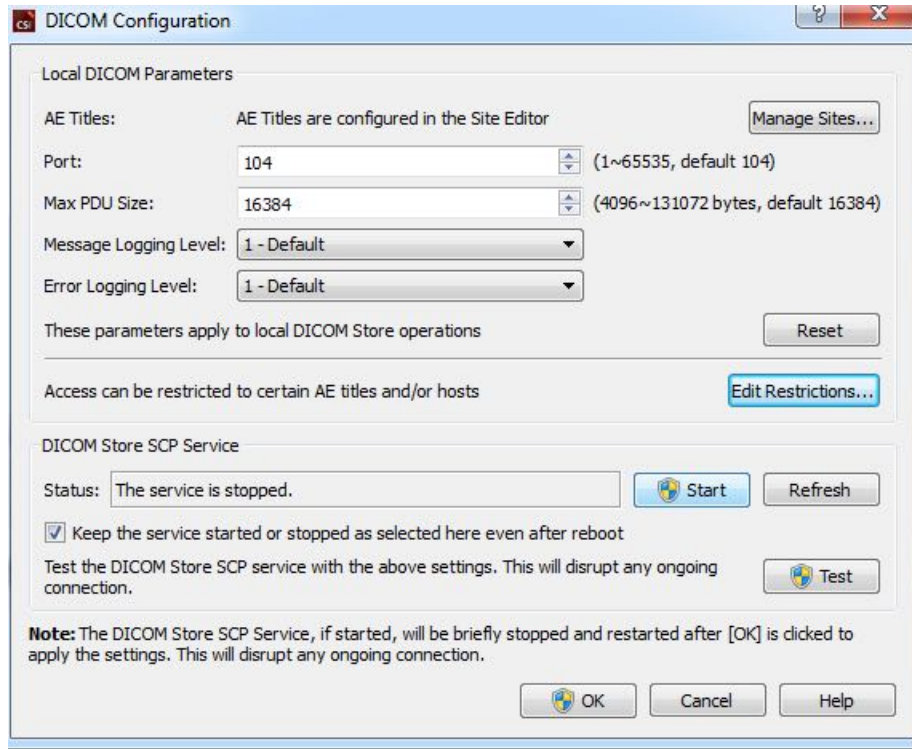 CSi DICOM Configuration
Local DICOM Parameters
AE Titles: AE Titles are configured in the Site Editor Manage Sites...
Port: 104 (1~65535, default 104)
Max PDU Size: 16384 (4096~131072 bytes, default 16384)
Message Logging Level: 1 - Default
Error Logging Level: 1 - Default
These parameters apply to local DICOM Store operations Reset
Access can be restricted to certain AE titles and/or hosts Edit Restrictions...
DICOM Store SCP Service
Status: The service is stopped. Start Refresh
Keep the service started or stopped as selected here even after reboot
Test the DICOM Store SCP service with the above settings. This will disrupt any ongoing
connection. Test
Note: The DICOM Store SCP Service, if started, will be briefly stopped and restarted after [OK] is clicked to
apply the settings. This will disrupt any ongoing connection.
OK Cancel Help